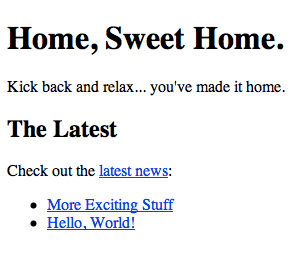 Home, Sweet Home.
Kick back and relax... you've made it home.
The Latest
Check out the latest news:
More Exciting Stuff
Hello, World!